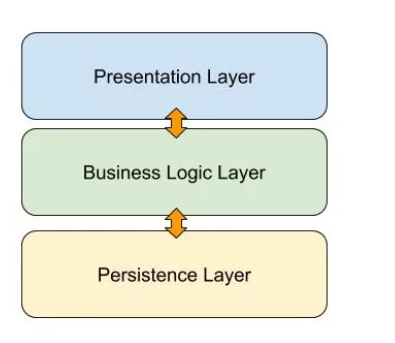 Presentation Layer
Business Logic Layer
Persistence Layer